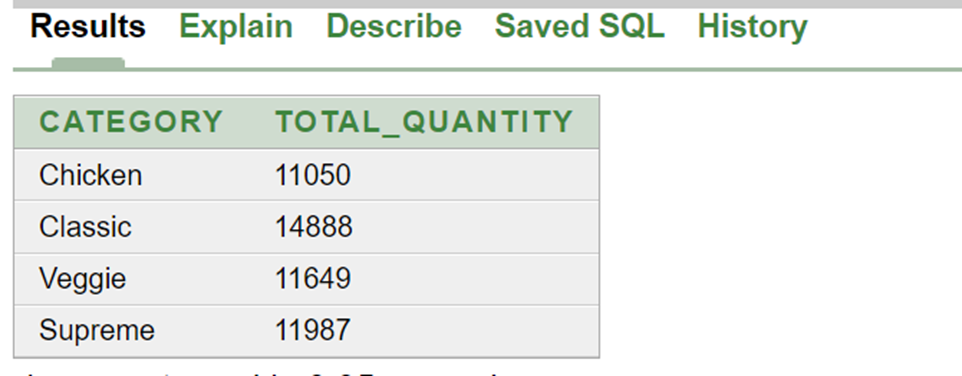 Results Explain Describe Saved SQL History
CATEGORY TOTAL_QUANTITY
Chicken 11050
Classic 14888
Veggie 11649
Supreme 11987